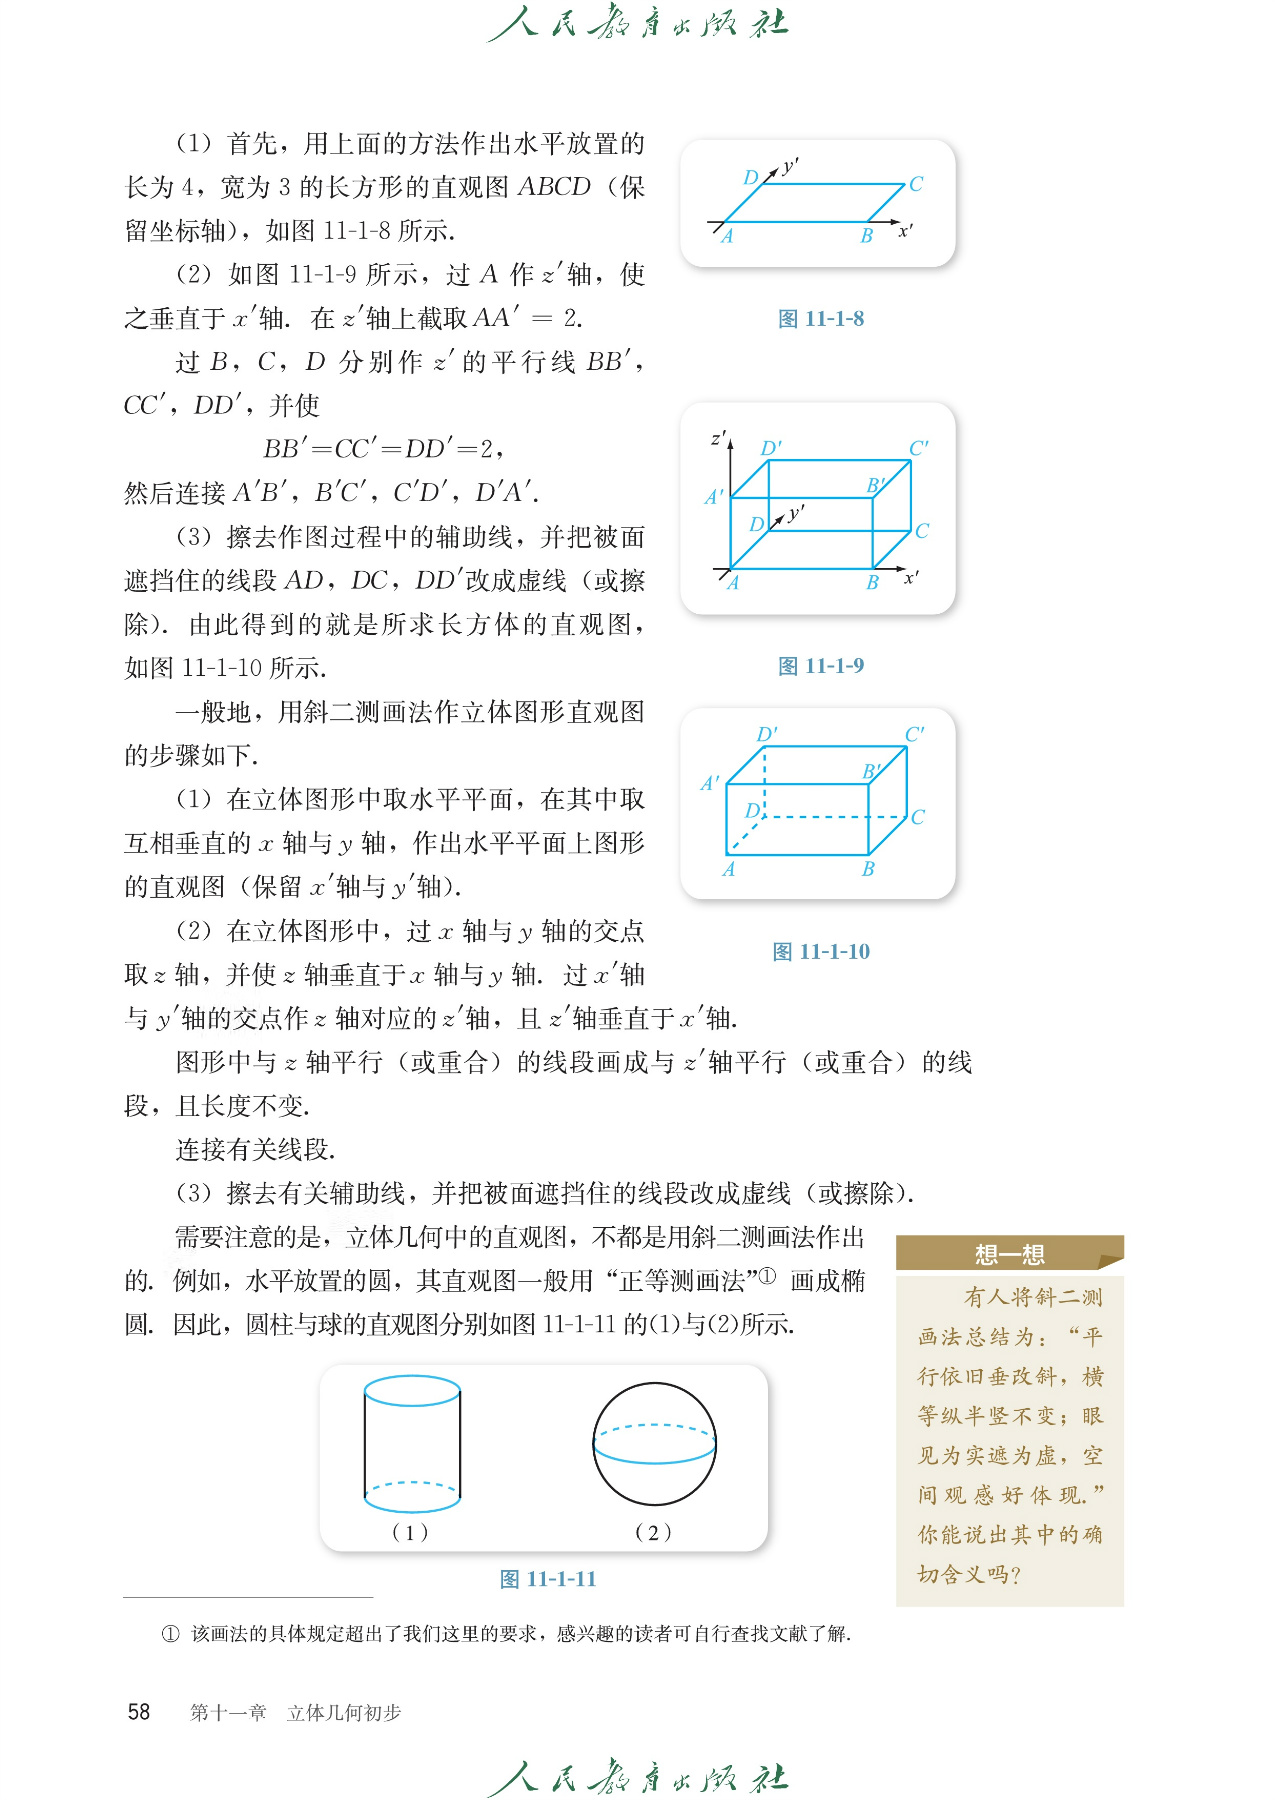 人民教育出版社
（1）首先，用上面的方法作出水平放置的
长为 4，宽为 3 的长方形的直观图 ABCD（保
留坐标轴），如图 11-1-8 所示.
（2）如图 11-1-9 所示，过 A 作 z′轴，使
之垂直于 x′轴. 在 z′轴上截取 AA′ = 2.
过 B，C，D 分别作 z′的平行线 BB′，
CC′，DD′，并使
BB′=CC′=DD′=2，
然后连接 A′B′，B′C′，C′D′，D′A′.
（3）擦去作图过程中的辅助线，并把被面
遮挡住的线段 AD，DC，DD′改成虚线（或擦
除）. 由此得到的就是所求长方体的直观图，
如图 11-1-10 所示.
一般地，用斜二测画法作立体图形直观图
的步骤如下.
（1）在立体图形中取水平平面，在其中取
互相垂直的 x 轴与 y 轴，作出水平平面上图形
的直观图（保留 x′轴与 y′轴）.
（2）在立体图形中，过 x 轴与 y 轴的交点
取 z 轴，并使 z 轴垂直于 x 轴与 y 轴. 过 x′轴
与 y′轴的交点作 z 轴对应的 z′轴，且 z′轴垂直于 x′轴.
图形中与 z 轴平行（或重合）的线段画成与 z′轴平行（或重合）的线
段，且长度不变.
连接有关线段.
（3）擦去有关辅助线，并把被面遮挡住的线段改成虚线（或擦除）.
需要注意的是，立体几何中的直观图，不都是用斜二测画法作出
的. 例如，水平放置的圆，其直观图一般用“正等测画法”① 画成椭
圆. 因此，圆柱与球的直观图分别如图 11-1-11 的(1)与(2)所示.
D y′
C
A B x′
图 11-1-8
z′ D′ C′
A′ B′
D y′
C
A B x′
图 11-1-9
D′ C′
A′ B′
D C
A B
图 11-1-10
（1） （2）
图 11-1-11
想一想
有人将斜二测
画法总结为：“平
行依旧垂改斜，横
等纵半竖不变；眼
见为实遮为虚，空
间观感好体现.”
你能说出其中的确
切含义吗？
① 该画法的具体规定超出了我们这里的要求，感兴趣的读者可自行查找文献了解.
58 第十一章 立体几何初步
人民教育出版社